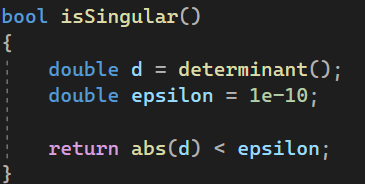 bool isSingular()
{
    double d = determinant();
    double epsilon = 1e-10;
    return abs(d) < epsilon;
}